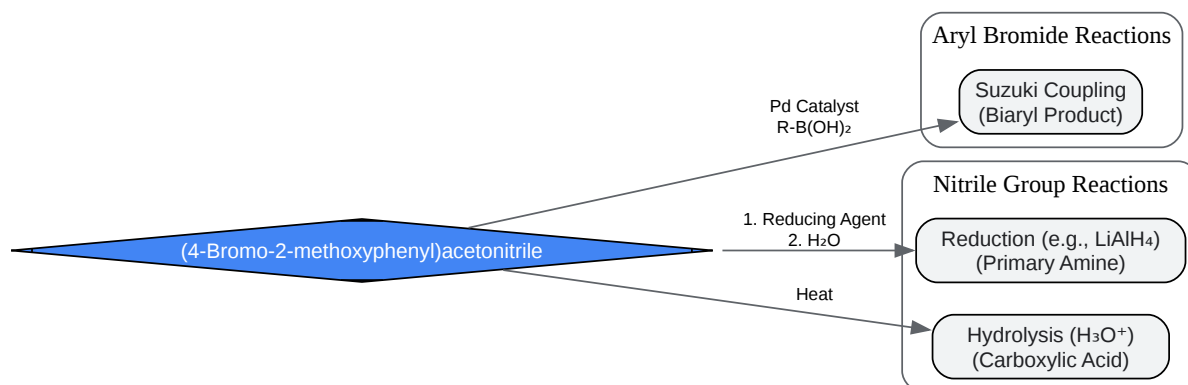 Aryl Bromide Reactions
Suzuki Coupling
(Biaryl Product)
Pd Catalyst
R-B(OH)₂
Nitrile Group Reactions
1. Reducing Agent
2. H₂O
Reduction (e.g., LiAlH₄)
(Primary Amine)
(4-Bromo-2-methoxyphenyl)acetonitrile
Heat
Hydrolysis (H₃O⁺)
(Carboxylic Acid)